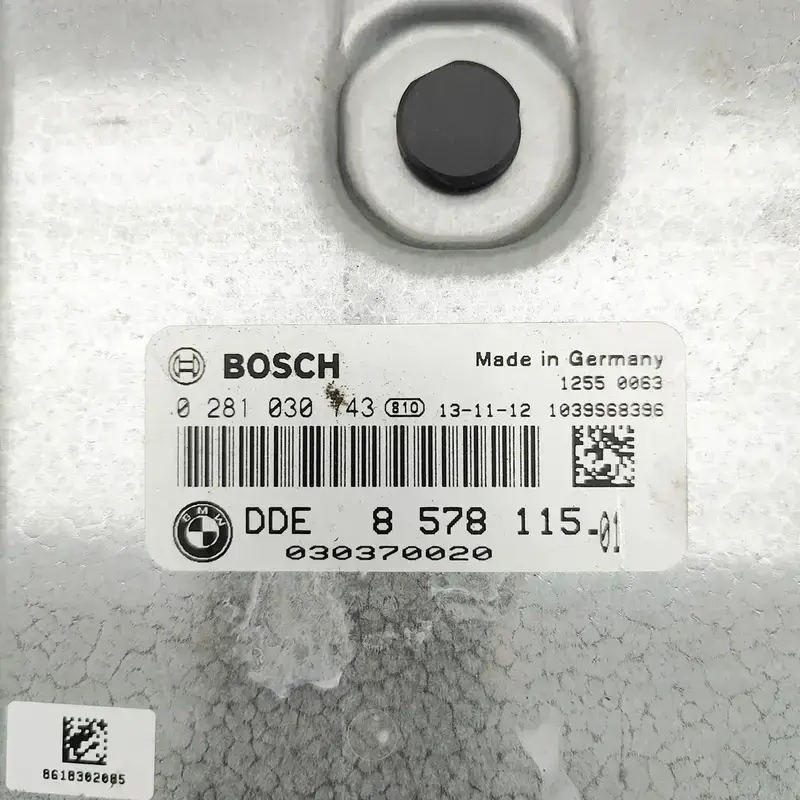 BOSCH
Made in Germany
1255 0063
0 281 030 743 810 13-11-12 1039S68396
BMW
DDE 8 578 115-01
030370020
8618302085